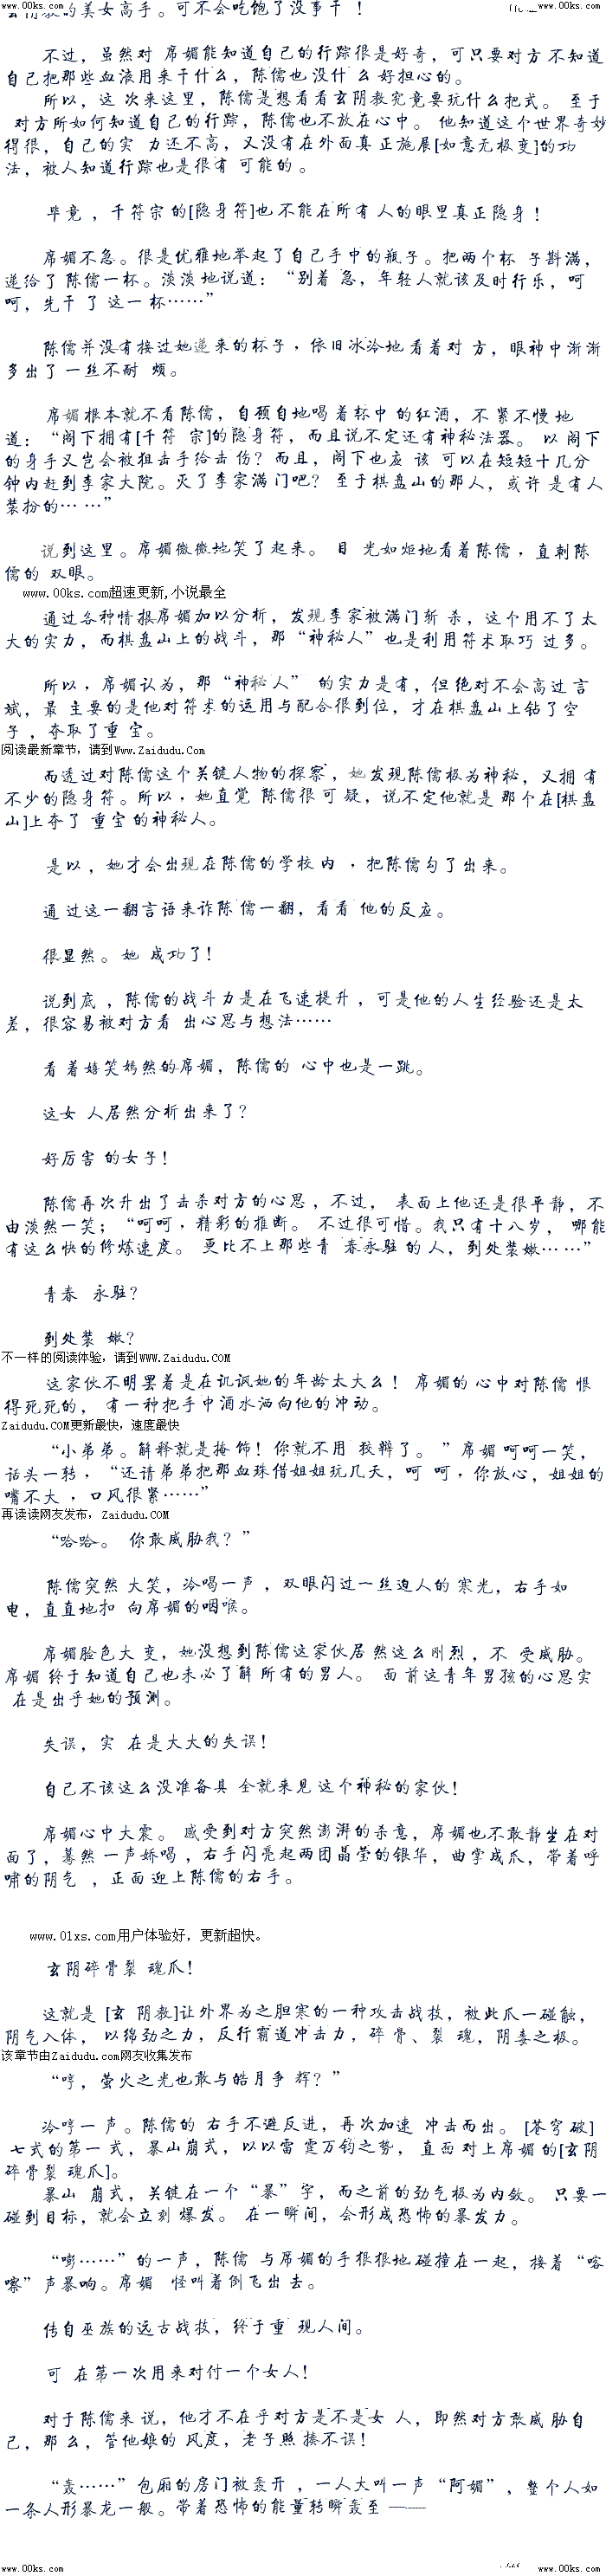 www.00ks.com www.00ks.com
的美女高手。可不会吃饱了没事干 ！
不过，虽然对 席媚能知道自己的行踪很是好奇，可只要对方 不知道
自己把那些血液用来干什么，陈儒也 没什 么 好担心的。
所以，这 次来这里，陈儒是想看看玄阴教究竟要玩什么把式。 至于
对方所如何知道自己的行踪，陈儒也不放在心中。 他知道这个世界奇妙
得很，自己的实 力还不高，又没有在外面真 正施展[如意无极变]的功
法，被人知道行踪也是很有 可能的 。
毕竟 ，千符宗 的[隐身符]也不能在所有 人的眼里真正隐身！
席媚不急。很是优雅地举起了自己手中的瓶子。把两个杯 子斟满，
递给了 陈儒一杯。淡淡 地说道： “别着 急，年轻人就该及时行乐，呵
呵，先干 了 这一 杯……”
陈儒并没有接过她递 来的杯子 ，依旧冰冷地 看着对 方，眼神中渐渐
多出了 一丝不耐 烦。
席媚根本就不看陈儒，自顾自地喝着 杯中 的红酒，不 紧不慢 地
道： “阁下拥有[千符 宗]的隐身符，而且说不定还有神秘法器。 以 阁下
的身手又岂会被狙击手给击 伤？而且，阁下也应 该 可以在短短十几分
钟内赶到李家大院。灭了李家满 门吧？ 至于棋盘山的那人，或许 是有人
装扮的… …”
说到这里。席媚微微地笑了起来。 目 光如炬地看着陈儒 ，直刺陈
儒的 双眼。
www.00ks.com超速更新,小说最全
通过各种情报席媚加以分析，发现李家被满门斩 杀，这个用不了太
大的实力，而棋盘山上的战斗，那“神秘人”也是利用符术取巧 过多。
所以，席媚认为，那“神秘人” 的实力是有，但绝对不会高过言
斌，最 主要的是他对符术的运用与配合很到位，才在棋盘山上钻了空
子 ，夺取了重 宝。
阅读最新章节，请到Www.Zaidudu.Com
而透过对陈儒这个关键人物的探察，她发现陈儒极为神秘，又拥 有
不少的隐身符。所以 ，她直觉 陈儒很 可 疑，说不定他就是 那个在[棋盘
山]上夺了 重宝 的神秘人。
是以 ，她才会出现在陈儒的学校 内 ，把陈儒勾了 出来。
通 过这一翻言语来诈陈 儒一翻，看看 他的反应。
很显然。她 成功了！
说到底 ，陈儒的战斗力是在飞速提升 ，可是他的人生经验还是太
差，很容易被对方看 出心思与想法……
看 着嬉笑嫣然的席媚，陈儒的 心中也是一跳。
这女 人居然分析出来了？
好厉害 的女子！
陈儒再次升出了击杀对方的心思 ，不过， 表面上他还是很平静，不
由淡然一笑；“呵呵 ，精彩的推断。 不过很可惜。我只有十八岁， 哪能
有这么快的修炼速度。 更比不上那些青 春永驻 的人，到处装嫩… …”
青春 永驻？
到处装 嫩？
不一样的阅读体验，请到WWW.Zaidudu.COM
这家伙不明罢着是在讥讽她的年龄太大么！ 席媚的 心中对陈儒 恨
得死死的， 有一种把手中酒水洒向他的冲动。
Zaidudu.COM更新最快，速度最快
“小弟弟。解释就是掩 饰！你就不用 狡辩了。 ”席媚 呵呵一笑，
话头一转 ，“还请弟弟把那血珠借姐姐玩几天，呵 呵，你放心，姐姐的
嘴不大 ，口风很紧……”
再读读网友发布，Zaidudu.COM
“哈哈。 你敢威胁我？”
陈儒突然 大笑，冷喝一声 ，双眼闪过一丝迫人的 寒光，右手如
电，直直地扣 向席媚的咽喉。
席媚脸色大 变，她没想到陈儒这家伙居 然这么刚烈 ，不 受威胁。
席媚 终于知道自己也未必了解 所有的男人。 面 前这青年男孩的心思实
在是出乎她的預测。
失误，实 在是大大的失误！
自己不该这么没准备具 全就来见 这个神秘的家伙！
席媚心中大震。 感受到对方突然 澎湃的杀意，席媚也不敢静坐在对
面了，蓦然 一声娇喝 ，右手闪亮起两团晶莹的银华，曲掌成爪，带着呼
啸的阴气 ，正面迎上陈儒的右手。
www.01xs.com用户体验好，更新超快。
玄阴碎骨裂 魂爪！
这就是 [玄 阴教]让外界为之胆寒的一种攻击战技，被此爪一碰触，
阴气入体， 以绵劲之力，反行霸道冲击力，碎 骨、裂 魂，阴毒之极。
该章节由Zaidudu.com网友收集发布
“哼，萤火之光也敢与皓月争 辉？”
冷哼一 声。陈儒的 右手不避反进，再次加速 冲击而出。 [苍穹 破]
七式的第一 式，暴山崩式，以以雷 霆万钧之势，直面 对上席媚 的[玄阴
碎骨裂 魂爪]。
暴山 崩式，关键在一个“暴”字，而之前的劲气极为内敛。 只要一
碰到目标，就会立刻 爆发。 在一瞬间，会形成恐怖的暴发力。
“嘭……”的一声，陈儒 与席媚的手狠狠地碰撞在一起，接着“喀
嚓”声暴响。席媚 怪叫着倒飞出去。
传自巫族的远古战技，终于重 现人间。
可 在第一次用来对付一个女人！
对于陈儒来 说，他才不在乎对方是不是女 人，即然对方敢威 胁自
己，那 么，管他娘的 风度，老子照 揍不误！
“轰……”包厢的房门被轰开 ，一人大叫一声“阿媚”，整个人如
一条人形暴龙一般。带着恐怖的能量转瞬轰至 ——
www.00ks.com www.00ks.com